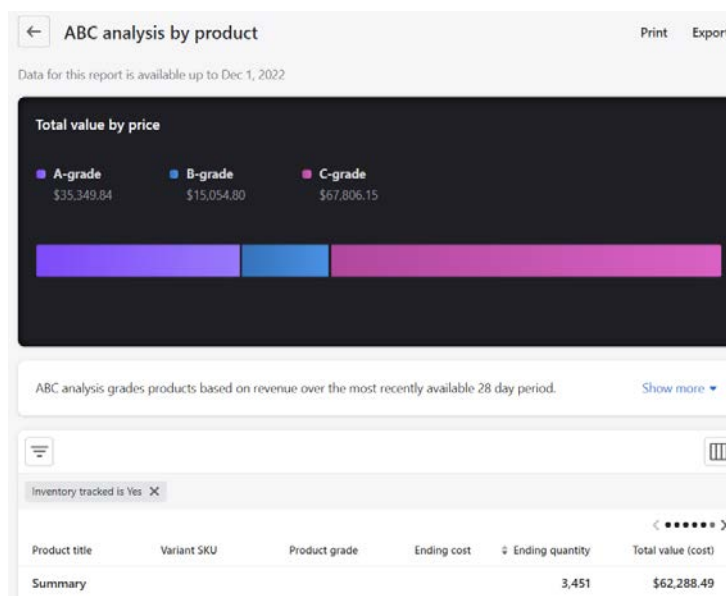 ABC analysis by product
Print Export
Data for this report is available up to Dec 1, 2022
Total value by price
A-grade B-grade C-grade
$35,349.84 $15,054.80 $67,806.15
ABC analysis grades products based on revenue over the most recently available 28 day period. Show more
Inventory tracked is Yes
Product title Variant SKU Product grade Ending cost Ending quantity Total value (cost)
Summary 3,451 $62,288.49